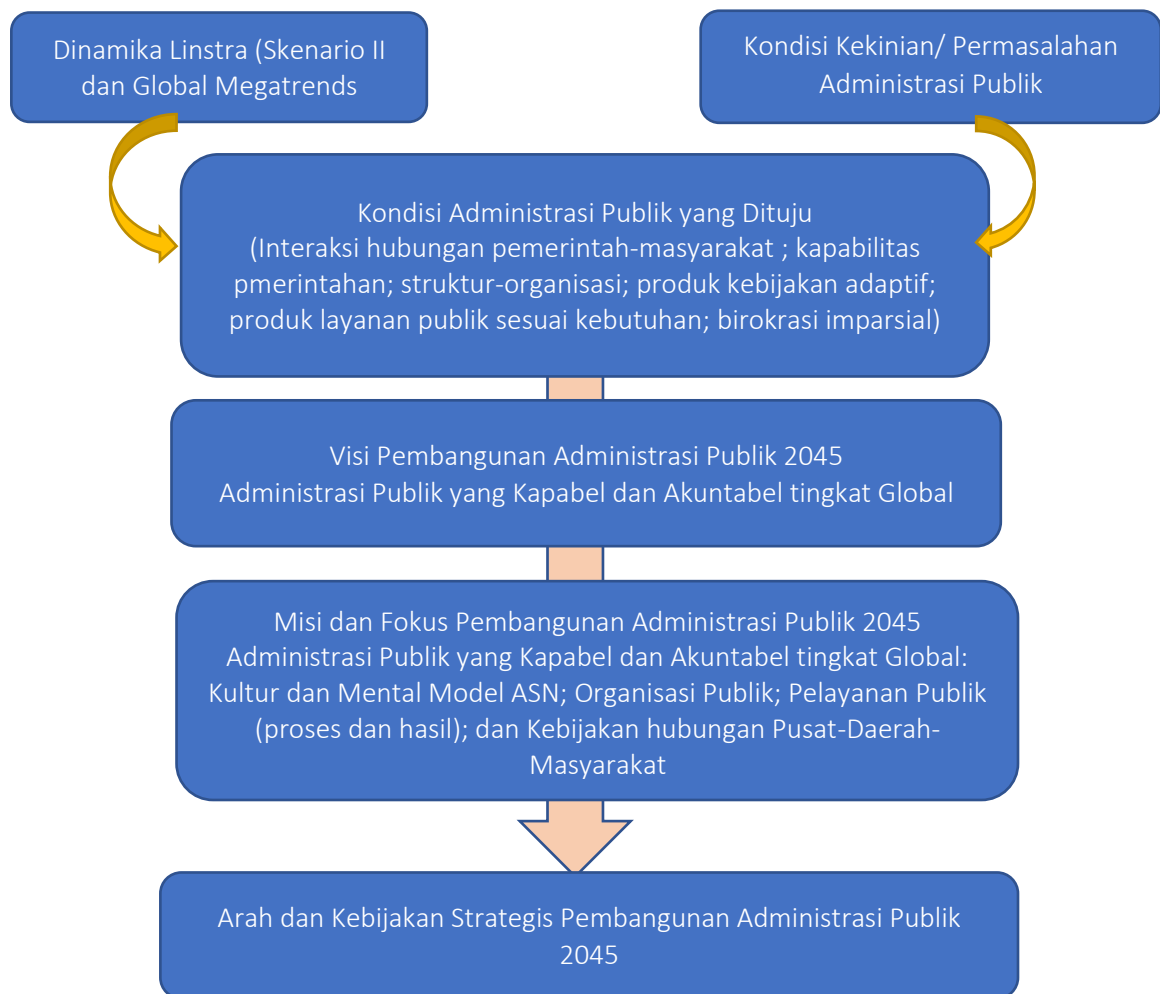 Dinamika Linstra (Skenario II
dan Global Megatrends
Kondisi Kekinian/ Permasalahan
Administrasi Publik
Kondisi Administrasi Publik yang Dituju
(Interaksi hubungan pemerintah-masyarakat ; kapabilitas
pmerintahan; struktur-organisasi; produk kebijakan adaptif;
produk layanan publik sesuai kebutuhan; birokrasi imparsial)
Visi Pembangunan Administrasi Publik 2045
Administrasi Publik yang Kapabel dan Akuntabel tingkat Global
Misi dan Fokus Pembangunan Administrasi Publik 2045
Administrasi Publik yang Kapabel dan Akuntabel tingkat Global:
Kultur dan Mental Model ASN; Organisasi Publik; Pelayanan Publik
(proses dan hasil); dan Kebijakan hubungan Pusat-Daerah-
Masyarakat
Arah dan Kebijakan Strategis Pembangunan Administrasi Publik
2045